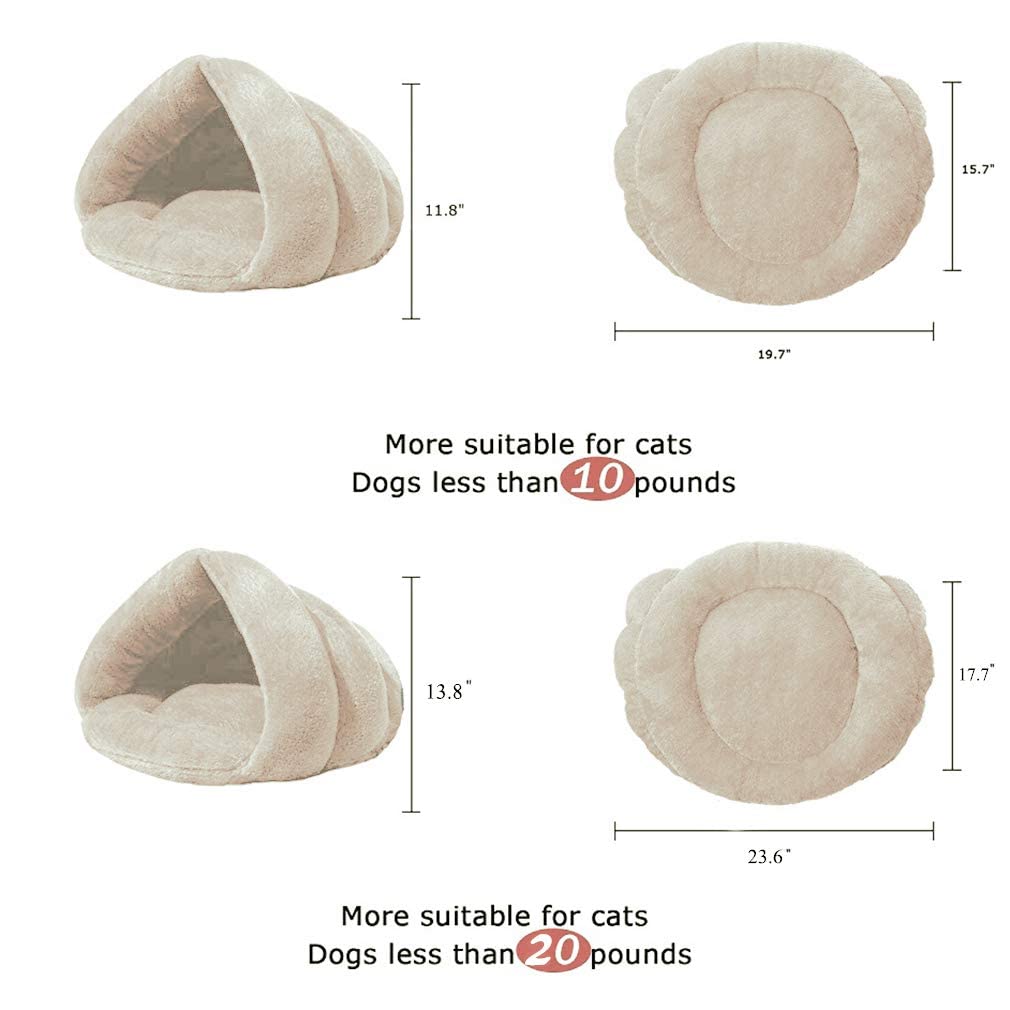 11.8"
15.7"
19.7"
More suitable for cats
Dogs less than 10 pounds
13.8"
17.7"
23.6"
More suitable for cats
Dogs less than 20 pounds